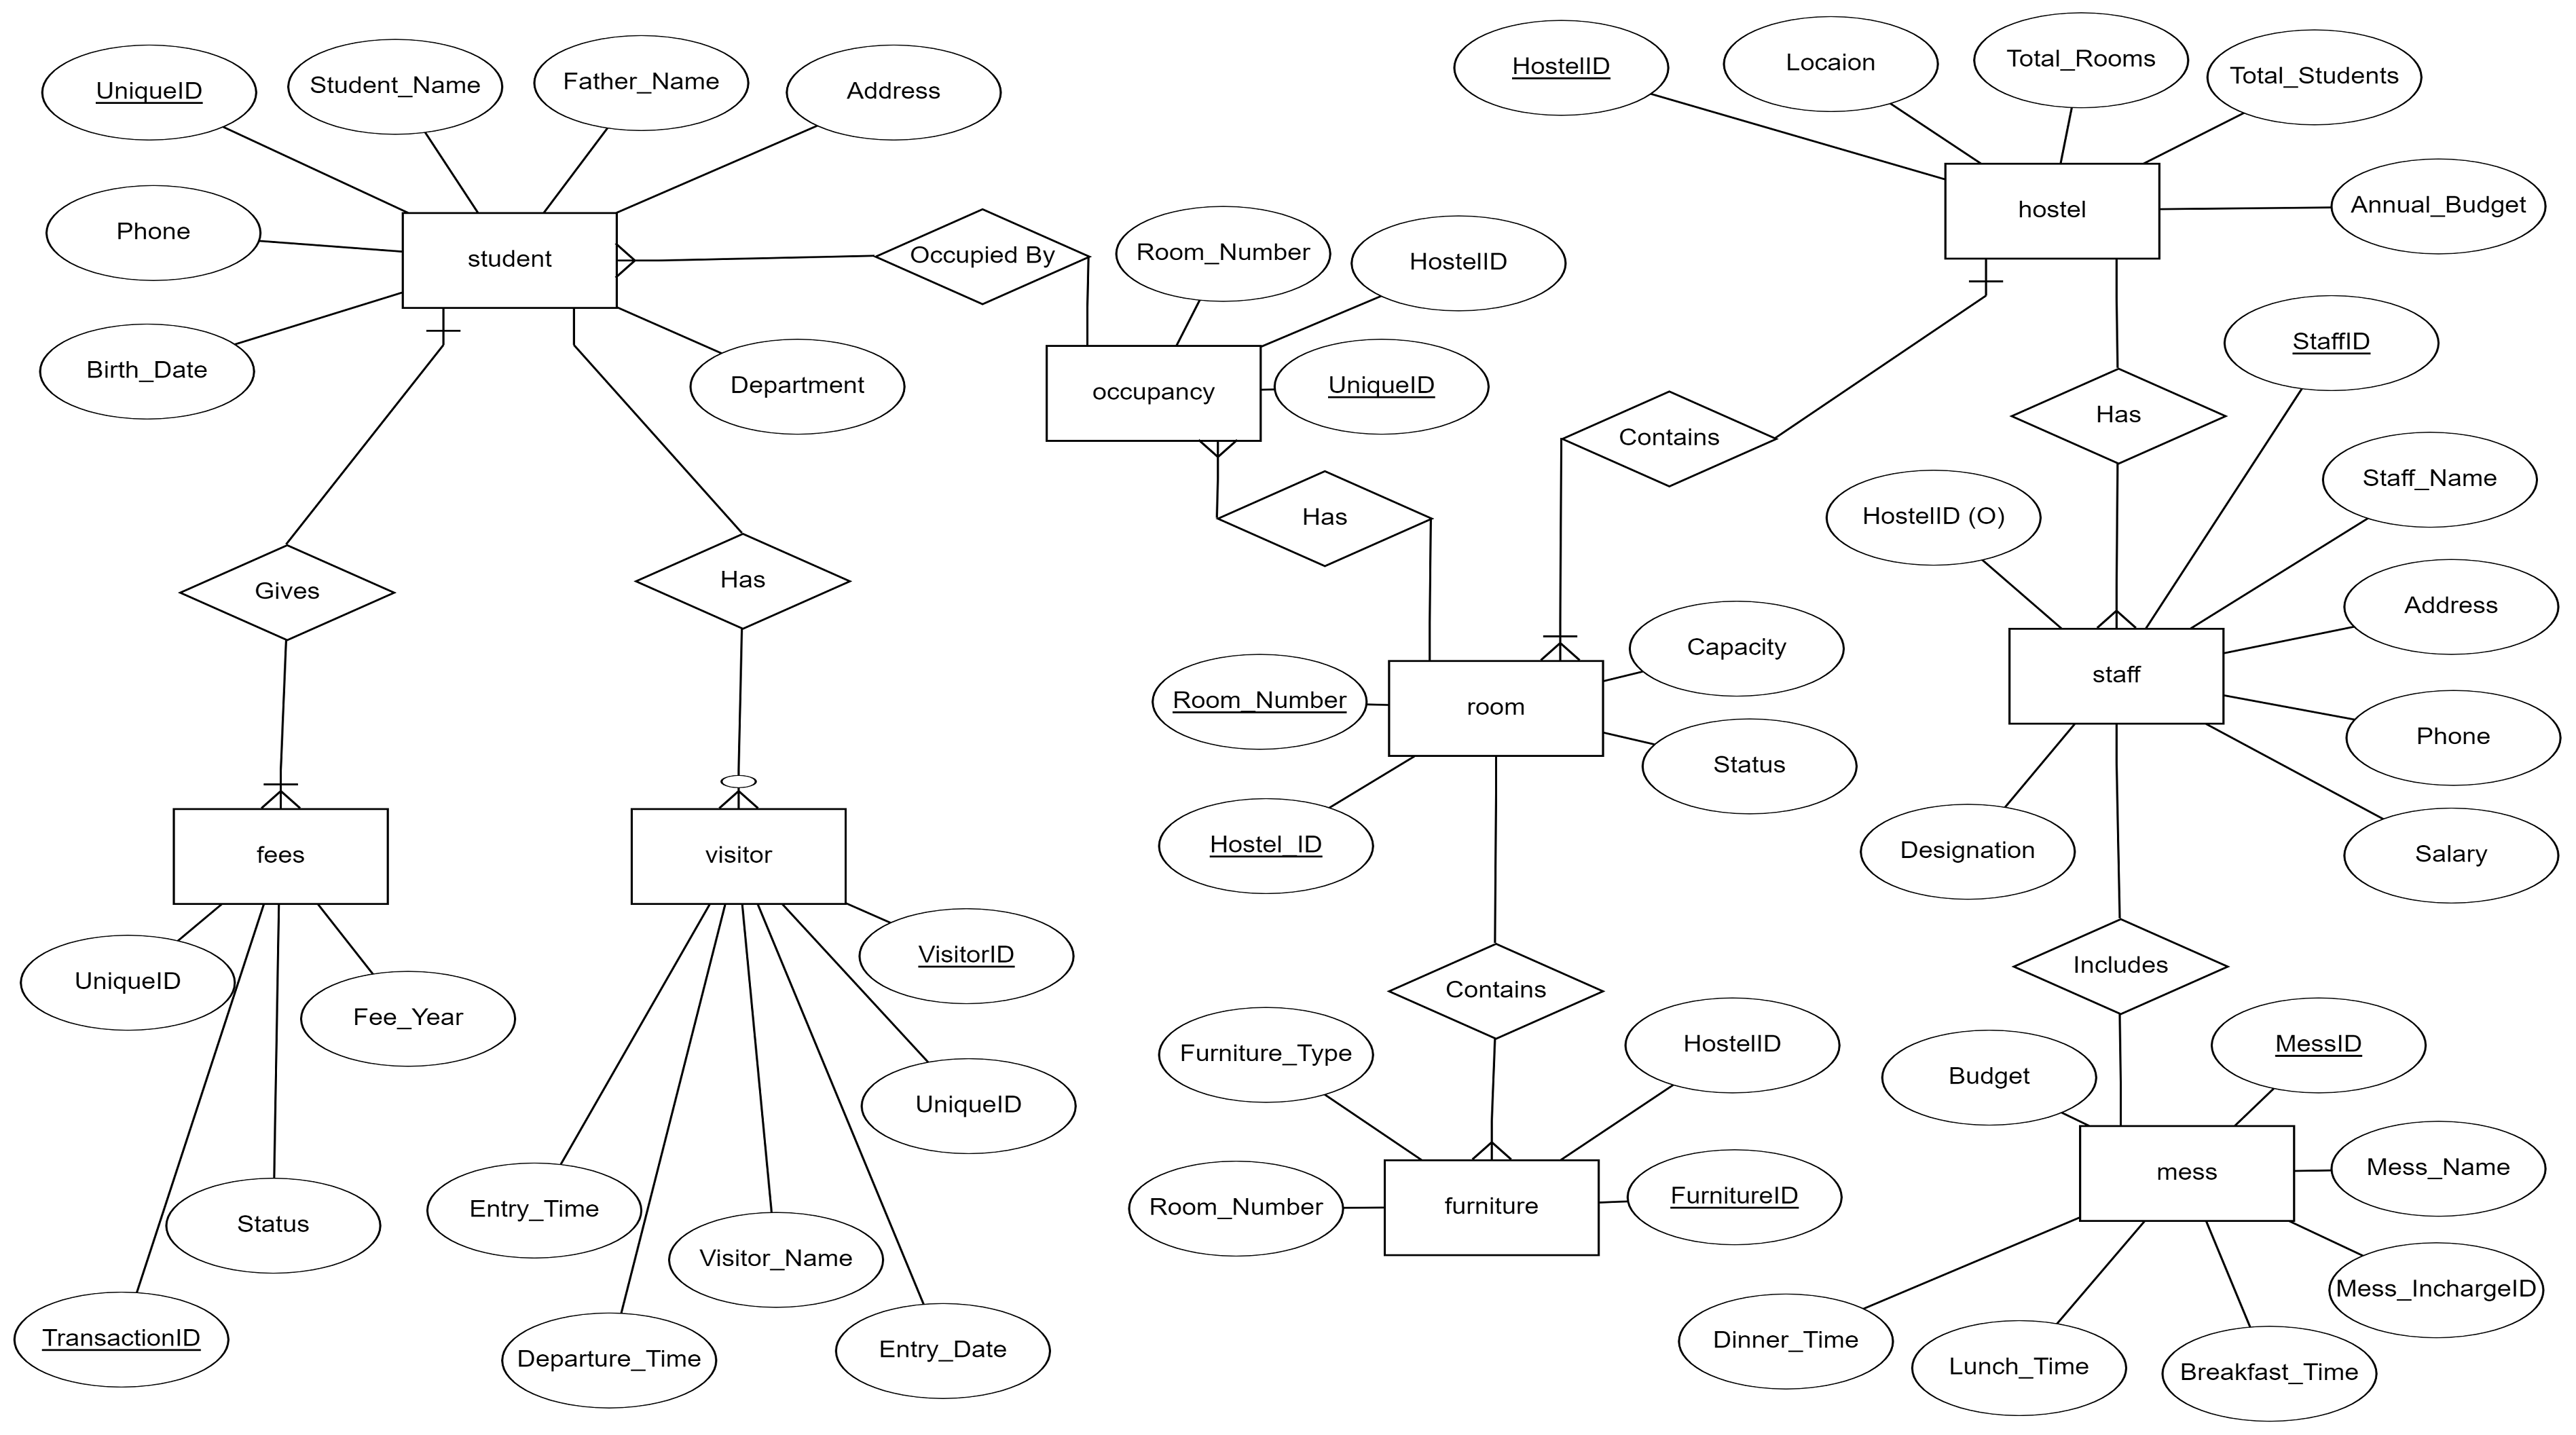 UniqueID
Student_Name
Father_Name
Address
Phone
student
Birth_Date
Department
Occupied By
Room_Number
HostelID
occupancy
UniqueID
HostelID
Locaion
Total_Rooms
Total_Students
hostel
Annual_Budget
Contains
Has
Has
StaffID
Staff_Name
HostelID (O)
Address
staff
Phone
Designation
Salary
Gives
Has
fees
visitor
UniqueID
Fee_Year
Status
TransactionID
VisitorID
UniqueID
Entry_Time
Visitor_Name
Departure_Time
Entry_Date
Capacity
Room_Number
room
Status
Hostel_ID
Contains
Furniture_Type
HostelID
Room_Number
furniture
FurnitureID
Includes
Budget
MessID
mess
Mess_Name
Mess_InchargeID
Dinner_Time
Lunch_Time
Breakfast_Time